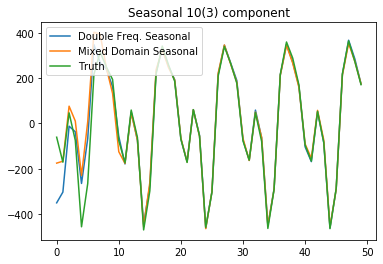 Seasonal 10(3) component
Double Freq. Seasonal
Mixed Domain Seasonal
Truth
400
200
0
−200
−400
0 10 20 30 40 50